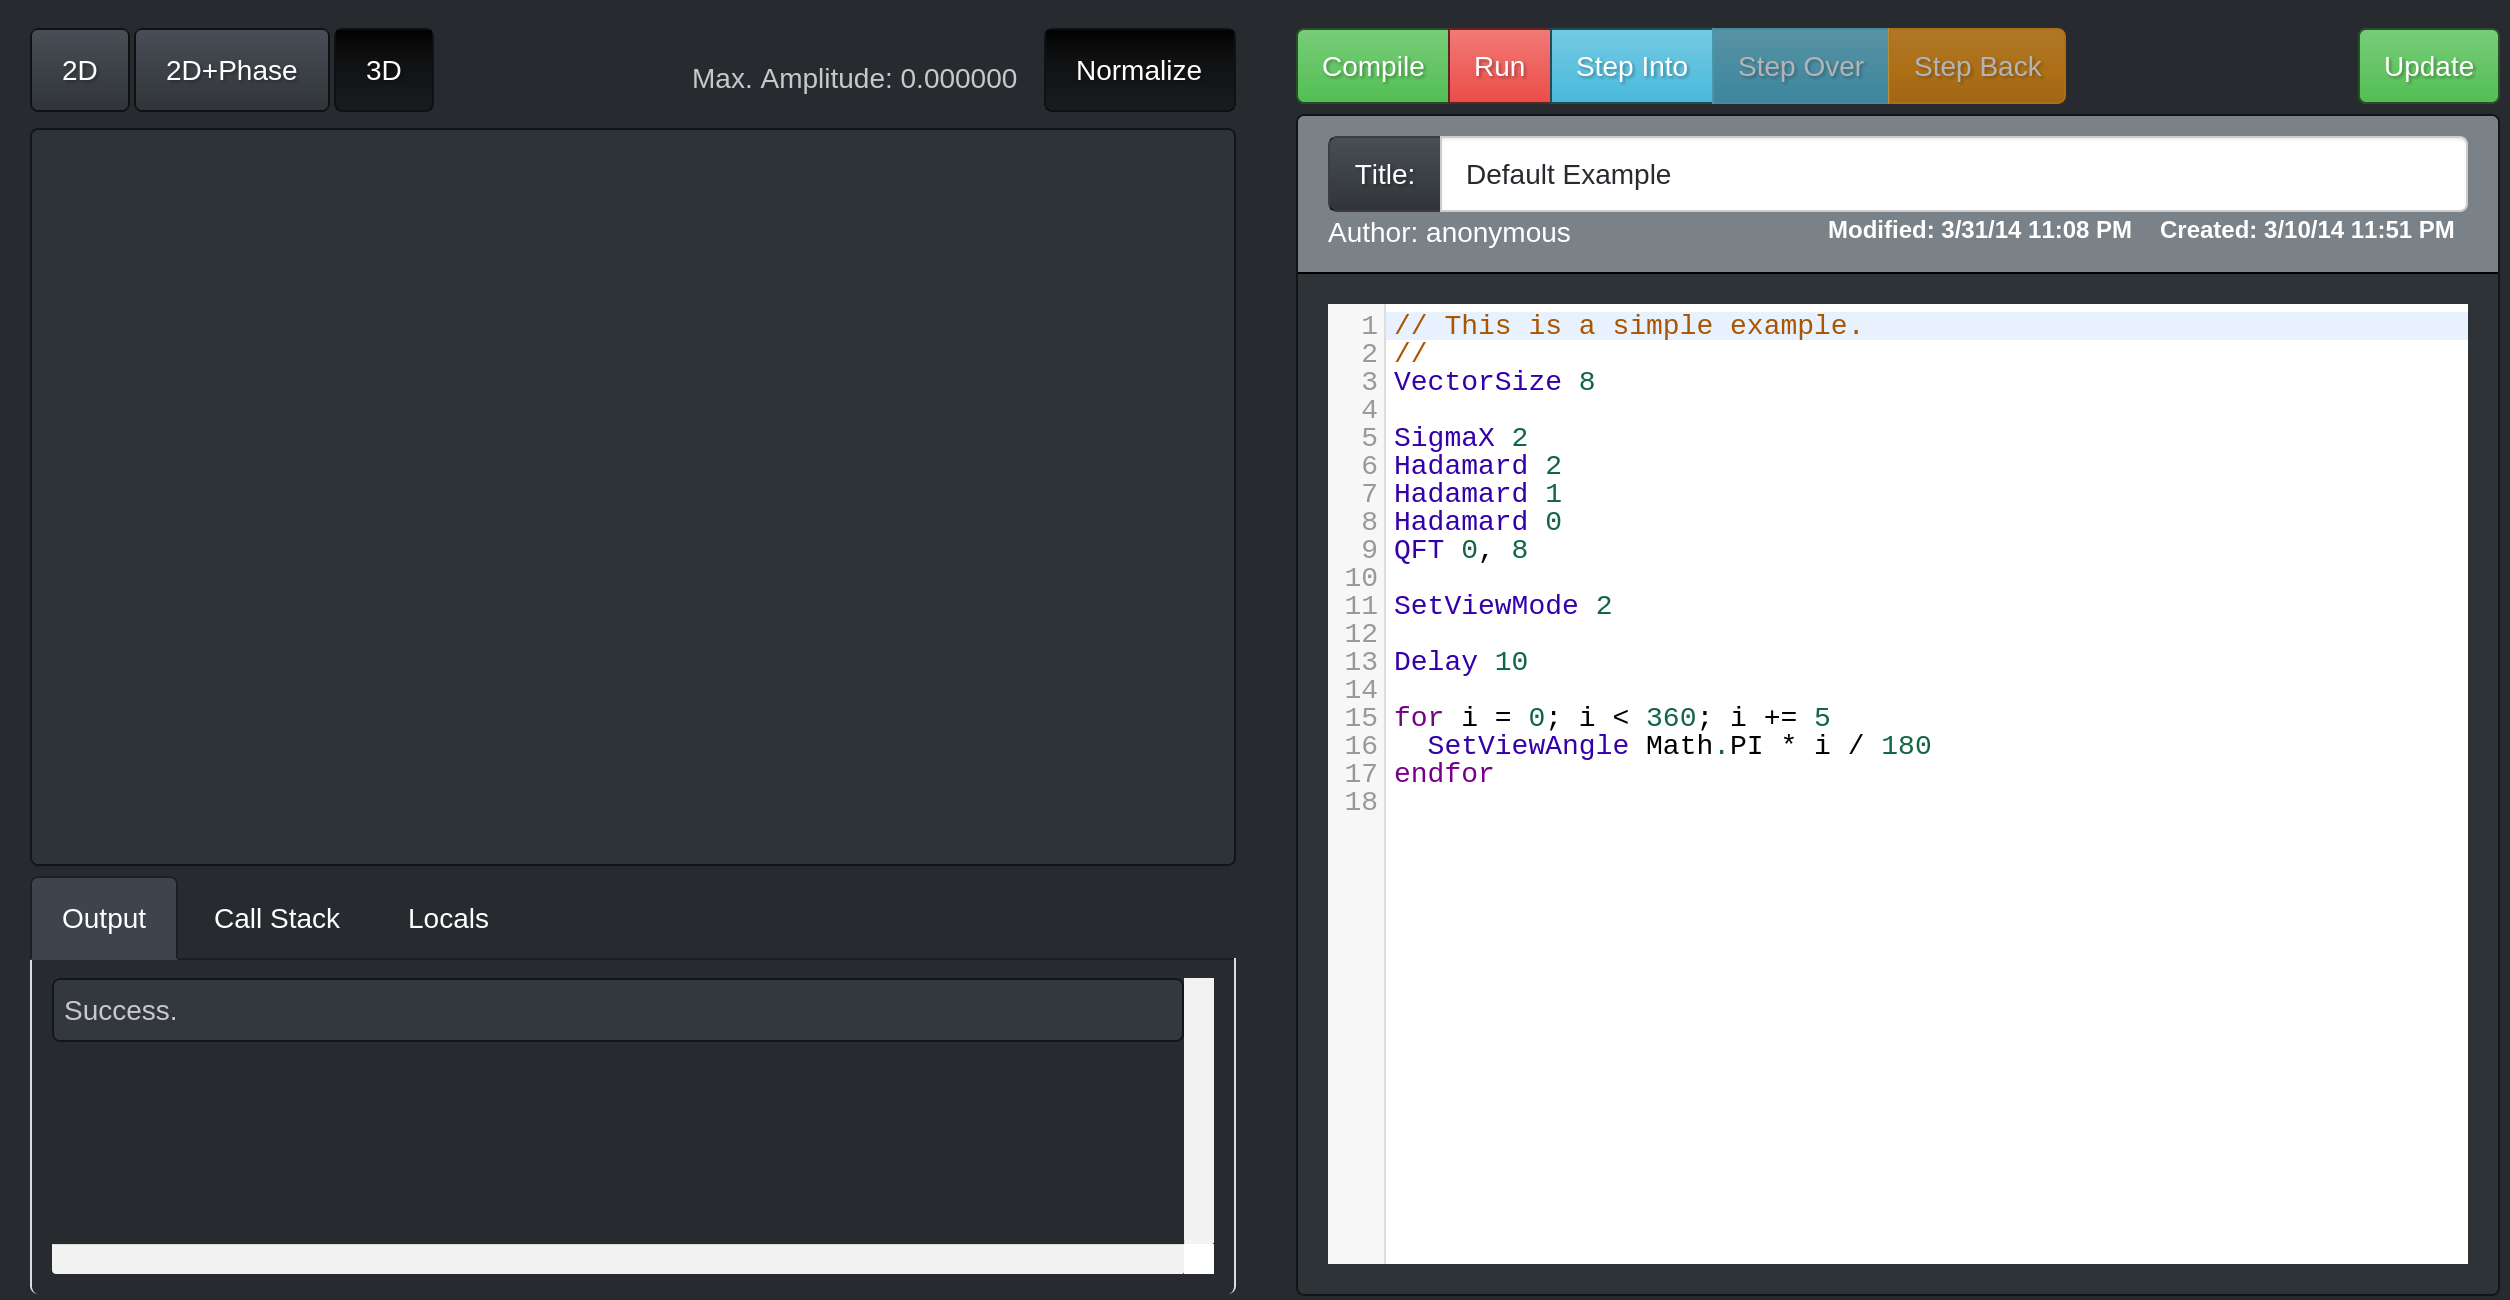 2D 2D+Phase 3D Max. Amplitude: 0.000000 Normalize
Output Call Stack Locals
Success.
Compile Run Step Into Step Over Step Back Update
Title: Default Example
Author: anonymous Modified: 3/31/14 11:08 PM Created: 3/10/14 11:51 PM
1 // This is a simple example.
2 //
3 VectorSize 8
4
5 SigmaX 2
6 Hadamard 2
7 Hadamard 1
8 Hadamard 0
9 QFT 0, 8
10
11 SetViewMode 2
12
13 Delay 10
14
15 for i = 0; i < 360; i += 5
16   SetViewAngle Math.PI * i / 180
17 endfor
18